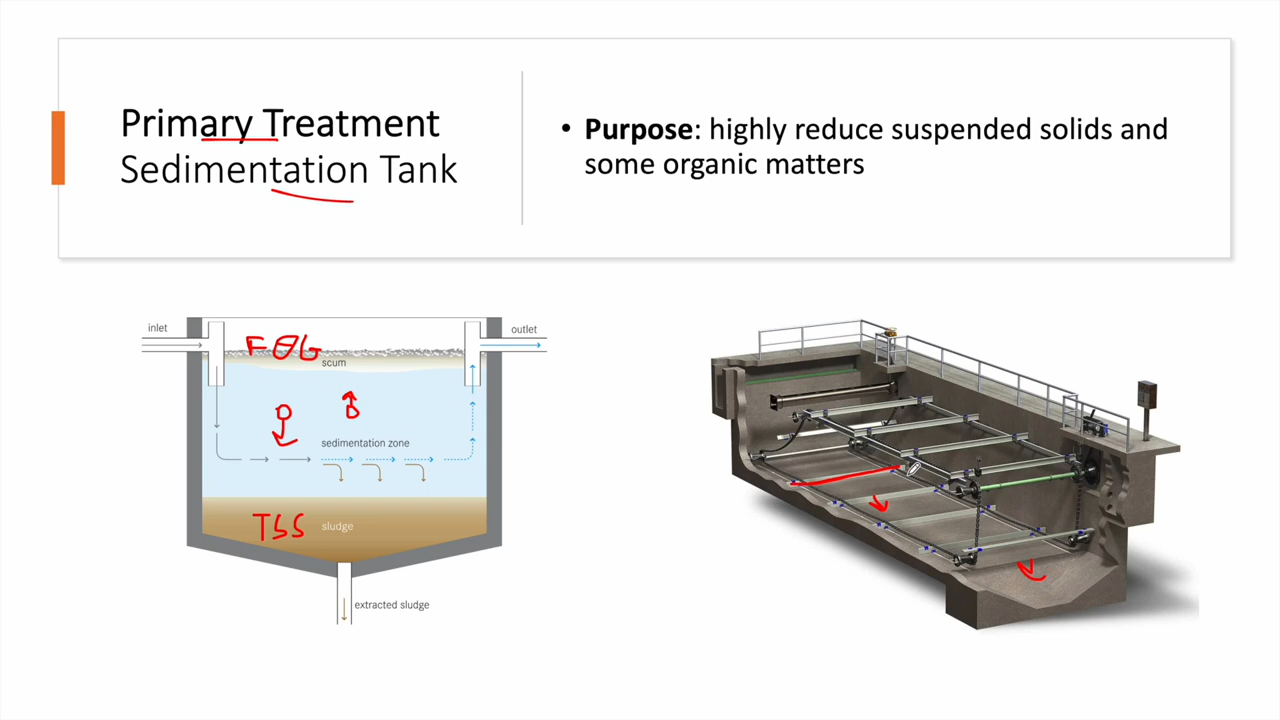 Primary Treatment
Sedimentation Tank
• Purpose: highly reduce suspended solids and
some organic matters
inlet
outlet
FOG
scum
sedimentation zone
TSS
sludge
extracted sludge